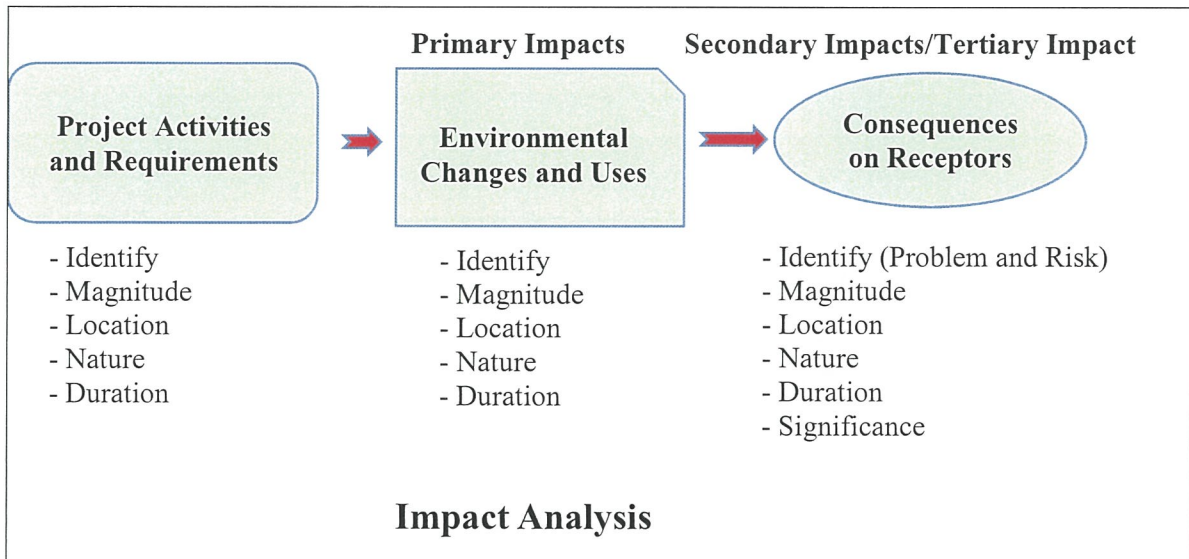 Primary Impacts
Secondary Impacts/Tertiary Impact
Project Activities
and Requirements
Environmental
Changes and Uses
Consequences
on Receptors
- Identify
- Magnitude
- Location
- Nature
- Duration
- Identify
- Magnitude
- Location
- Nature
- Duration
- Identify (Problem and Risk)
- Magnitude
- Location
- Nature
- Duration
- Significance
Impact Analysis